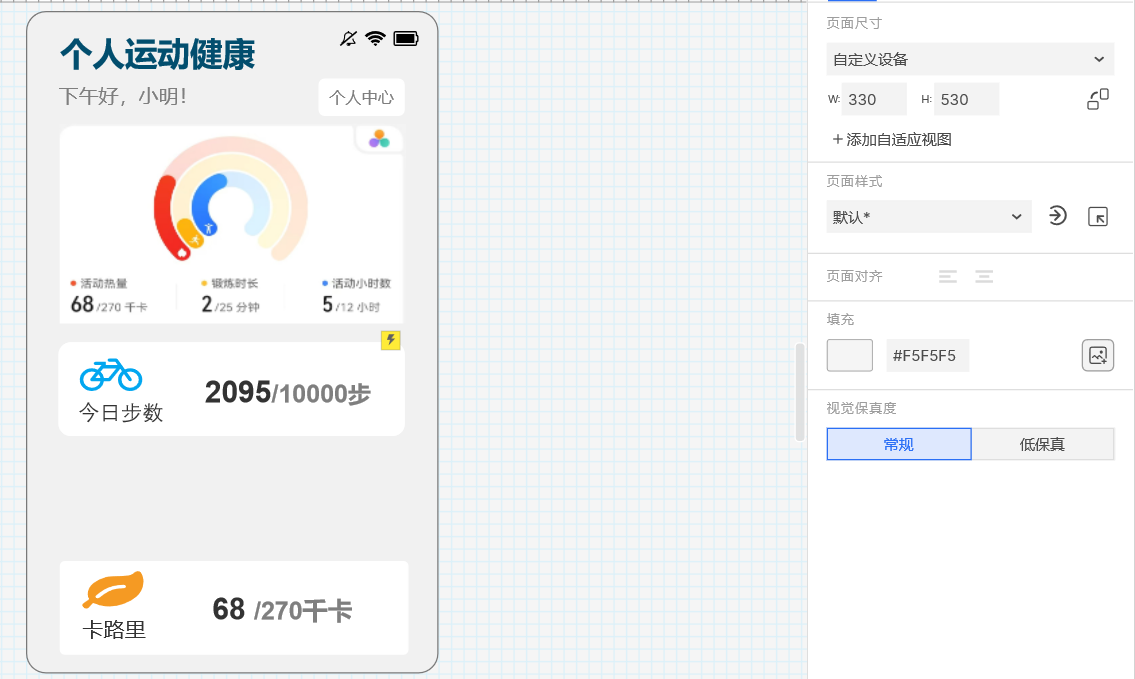 个人运动健康
下午好，小明！
个人中心
活动热量
68/270 千卡
锻炼时长
2/25 分钟
活动小时数
5/12 小时
今日步数
2095/10000步
卡路里
68 /270千卡
页面尺寸
自定义设备
W: 330 H: 530
+添加自适应视图
页面样式
默认*
页面对齐
填充
#F5F5F5
视觉保真度
常规 低保真